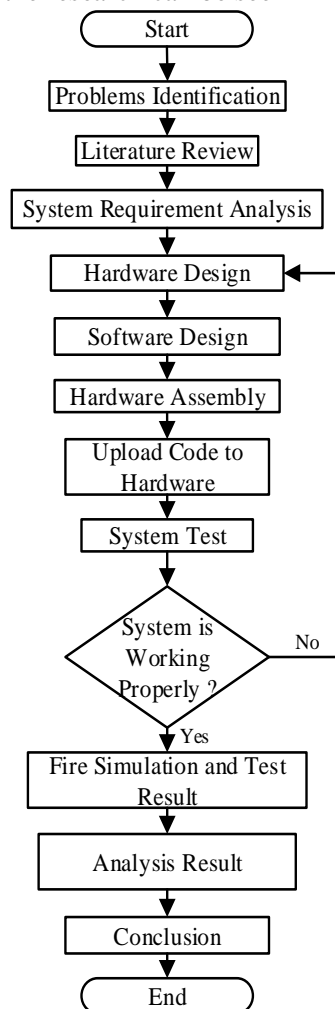 Start
Problems Identification
Literature Review
System Requirement Analysis
Hardware Design
Software Design
Hardware Assembly
Upload Code to
Hardware
System Test
System is
Working
Properly ?
No
Yes
Fire Simulation and Test
Result
Analysis Result
Conclusion
End